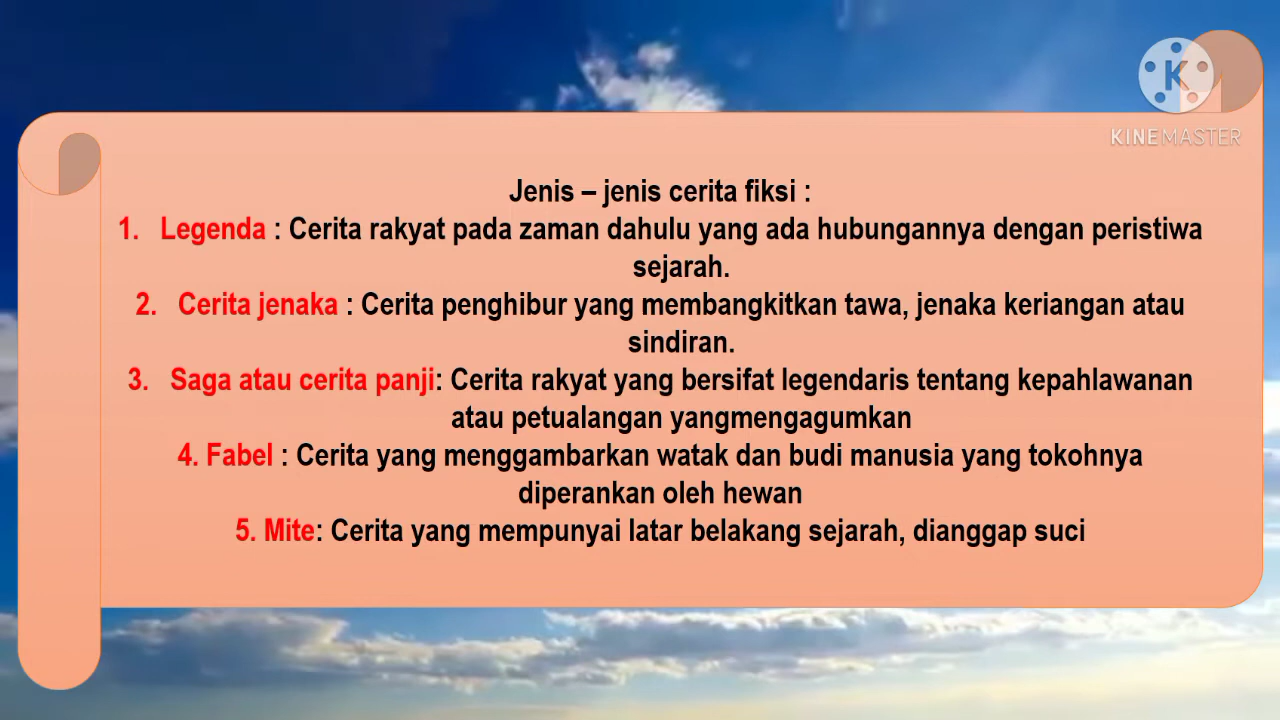 KINEMASTER
Jenis – jenis cerita fiksi :
1. Legenda : Cerita rakyat pada zaman dahulu yang ada hubungannya dengan peristiwa
sejarah.
2. Cerita jenaka : Cerita penghibur yang membangkitkan tawa, jenaka keriangan atau
sindiran.
3. Saga atau cerita panji: Cerita rakyat yang bersifat legendaris tentang kepahlawanan
atau petualangan yangmengagumkan
4. Fabel : Cerita yang menggambarkan watak dan budi manusia yang tokohnya
diperankan oleh hewan
5. Mite: Cerita yang mempunyai latar belakang sejarah, dianggap suci